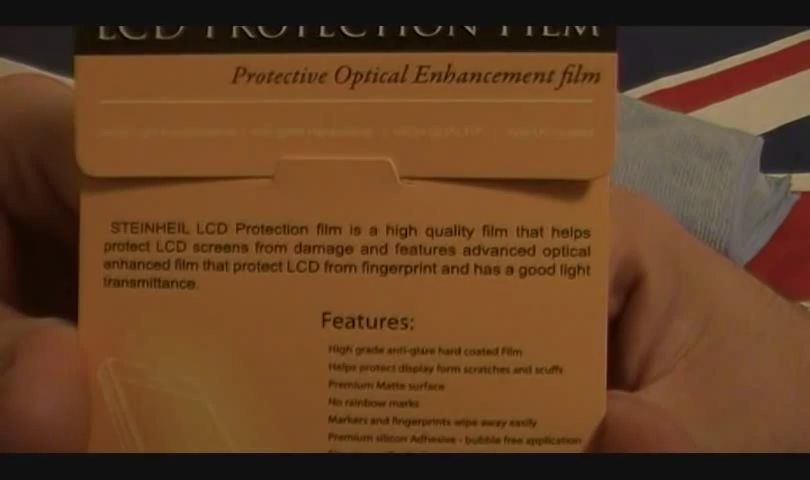 LCD PROTECTION FILM
Protective Optical Enhancement film
STEINHEIL LCD Protection film is a high quality film that helps
protect LCD screens from damage and features advanced optical
enhanced film that protect LCD from fingerprint and has a good light
transmittance.
Features:
High grade anti-glare hard coated Film
Helps protect display form scratches and scuffs
Premium Matte surface
No rainbow marks
Markers and fingerprints wipe away easily
Premium silicon Adhesive - bubble free application